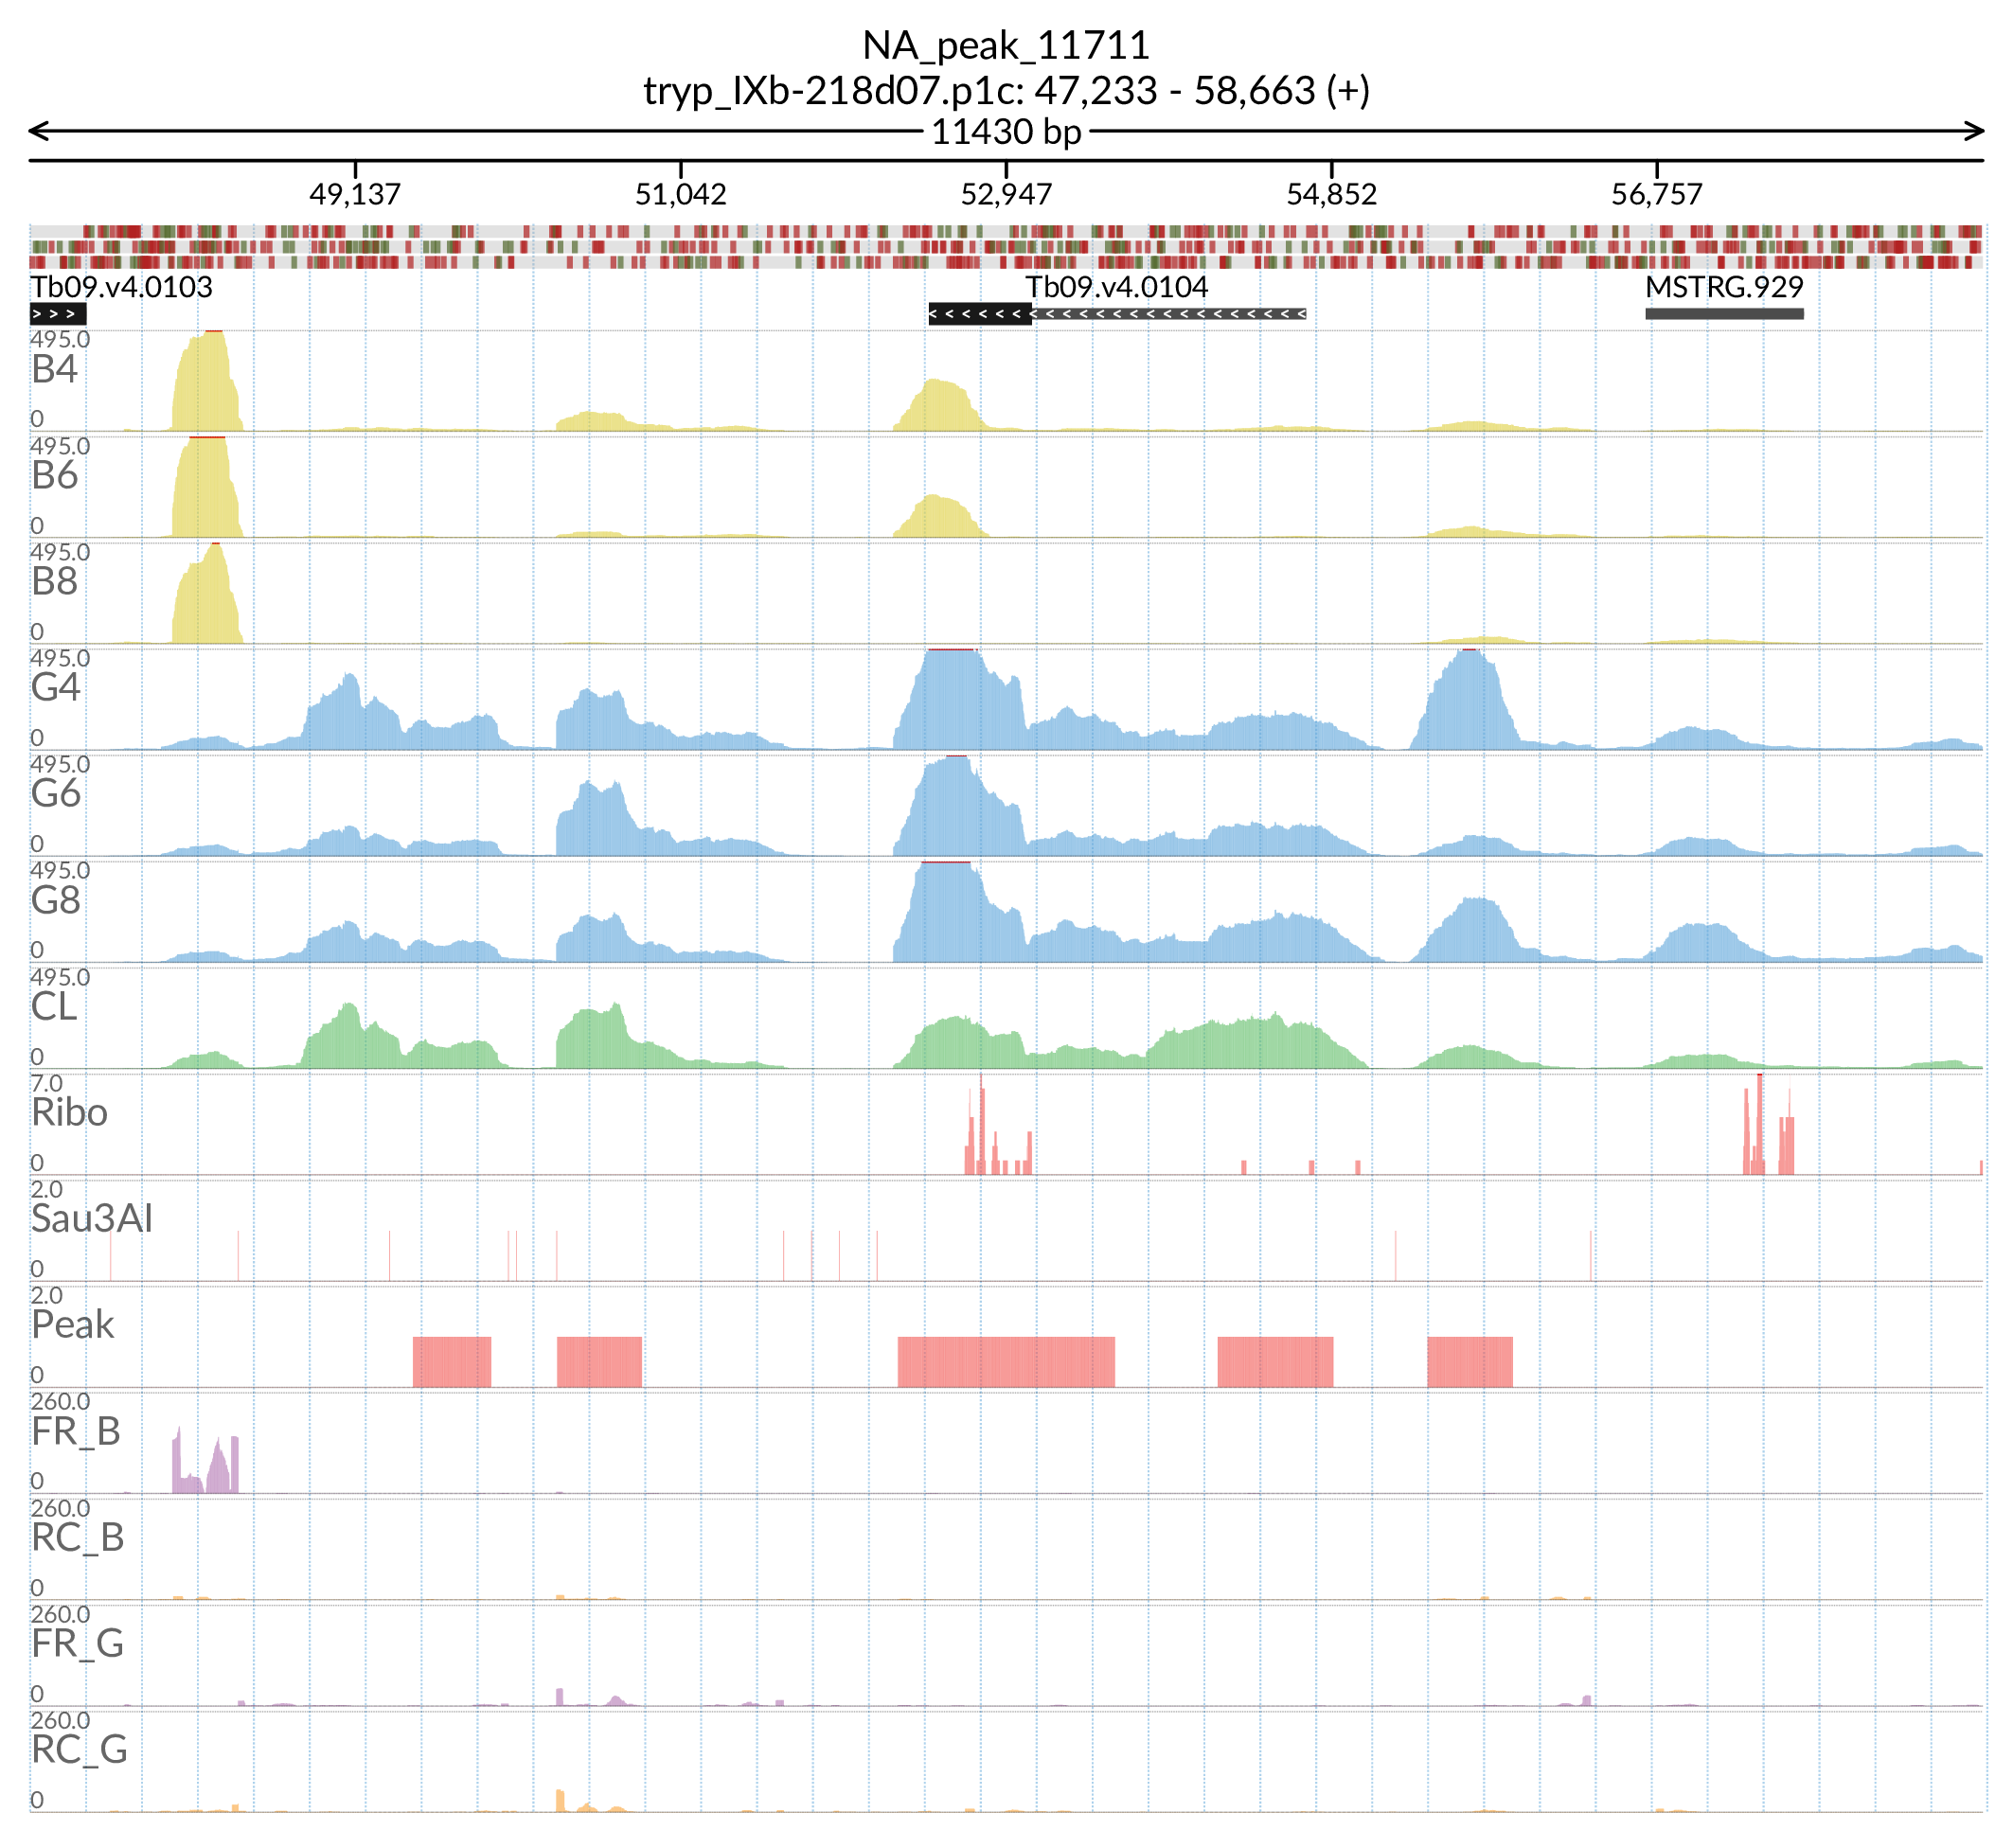 NA_peak_11711
tryp_IXb-218d07.p1c: 47,233 - 58,663 (+)
11430 bp
49,137 51,042 52,947 54,852 56,757
Tb09.v4.0103 Tb09.v4.0104 MSTRG.929
495.0
B4
0
495.0
B6
0
495.0
B8
0
495.0
G4
0
495.0
G6
0
495.0
G8
0
495.0
CL
0
7.0
Ribo
0
2.0
Sau3AI
0
2.0
Peak
0
260.0
FR_B
0
260.0
RC_B
0
260.0
FR_G
0
260.0
RC_G
0